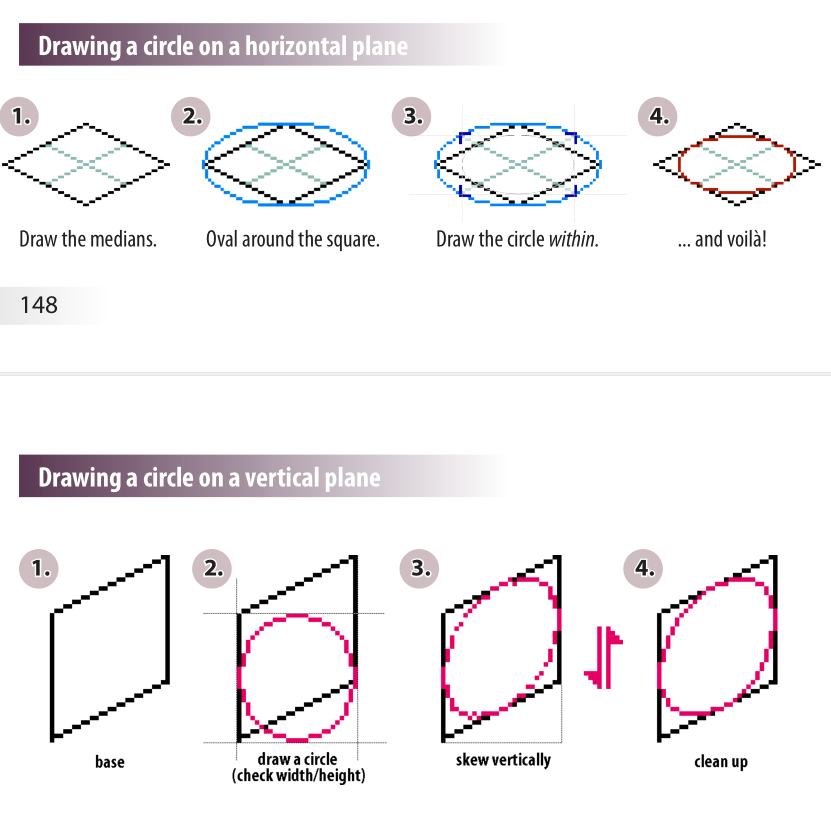 Drawing a circle on a horizontal plane
1. 2. 3. 4.
Draw the medians. Oval around the square. Draw the circle within. ... and voilà!
148
Drawing a circle on a vertical plane
1. 2. 3. 4.
base draw a circle skew vertically clean up
(check width/height)